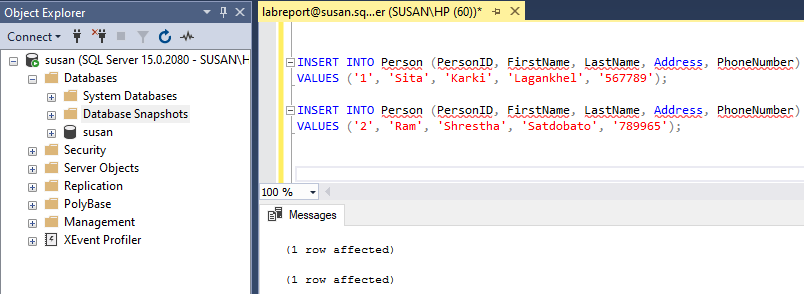 Object Explorer
Connect
susan (SQL Server 15.0.2080 - SUSAN\H
Databases
System Databases
Database Snapshots
susan
Security
Server Objects
Replication
PolyBase
Management
XEvent Profiler
labreport@susan.sq...er (SUSAN\HP (60))*
INSERT INTO Person (PersonID, FirstName, LastName, Address, PhoneNumber)
VALUES ('1', 'Sita', 'Karki', 'Lagankhel', '567789');
INSERT INTO Person (PersonID, FirstName, LastName, Address, PhoneNumber)
VALUES ('2', 'Ram', 'Shrestha', 'Satdobato', '789965');
100 %
Messages
(1 row affected)
(1 row affected)